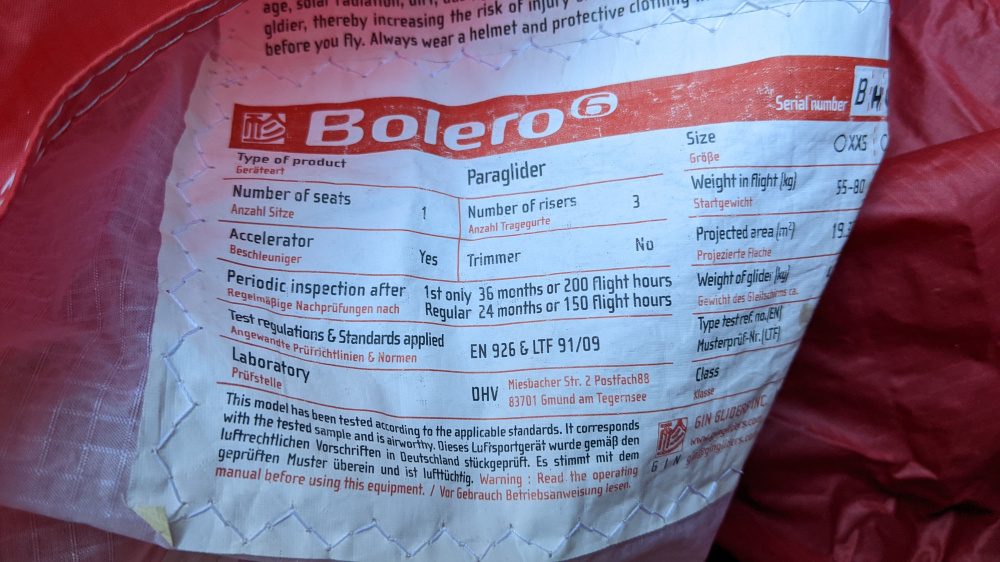 age, solar radiation, dirt,
gldier, thereby increasing the risk of injury
before you fly. Always wear a helmet and protective clothing
Bolero 6
Serial number B H
Type of product Paraglider
Geräteart
Number of seats 1 Number of risers 3
Anzahl Sitze Anzahl Tragegurte
Accelerator Yes Trimmer No
Beschleuniger
Periodic inspection after 1st only 36 months or 200 flight hours
Regelmäßige Nachprüfungen nach Regular 24 months or 150 flight hours
Test regulations & Standards applied EN 926 & LTF 91/09
Angewandte Prüfrichtlinien & Normen
Laboratory DHV Miesbacher Str. 2 Postfach88
Prüfstelle 83701 Gmund am Tegernsee
Size XXS
Größe
Weight in flight (kg) 55-80
Startgewicht
Projected area (m²) 19.
Projezierte Fläche
Weight of glider (kg)
Gewicht des Gleitschirms ca.
Type test ref. no.(EN)
Musterprüf-Nr.(LTF)
Class
Klasse
This model has been tested according to the applicable standards. It corresponds
with the tested sample and is airworthy. Dieses Luftsportgerät wurde gemäß den
luftrechtlichen Vorschriften in Deutschland stückgeprüft. Es stimmt mit dem
geprüften Muster überein und ist lufttüchtig. Warning : Read the operating
manual before using this equipment. / Vor Gebrauch Betriebsanweisung lesen.
GIN GLIDERS INC.
GIN